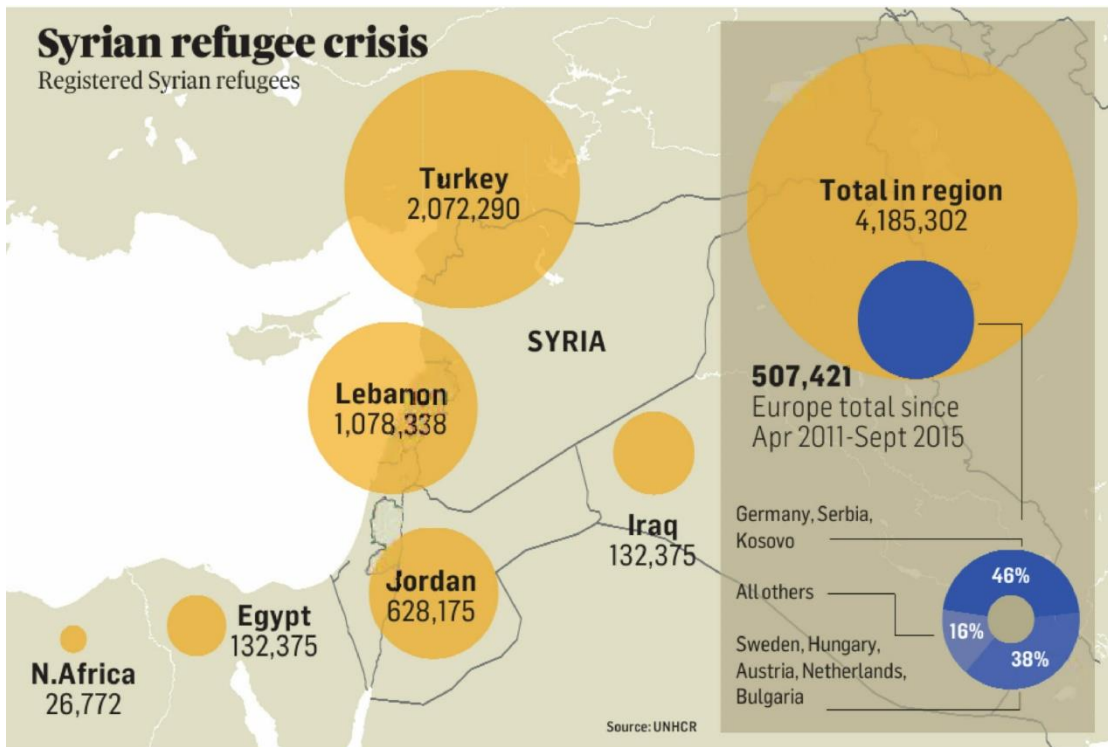 Syrian refugee crisis
Registered Syrian refugees
Turkey
2,072,290
Lebanon
1,078,338
SYRIA
Iraq
132,375
Jordan
628,175
Egypt
132,375
N.Africa
26,772
Source: UNHCR
Total in region
4,185,302
507,421
Europe total since
Apr 2011-Sept 2015
Germany, Serbia,
Kosovo
46%
All others
16%
Sweden, Hungary,
Austria, Netherlands,
Bulgaria
38%